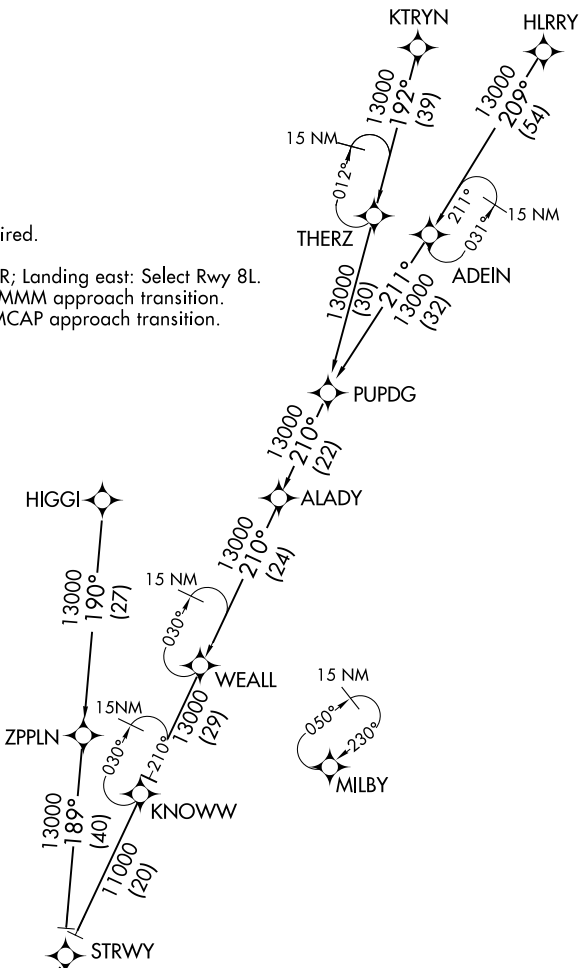 KTRYN
HLRRY
13000
192°
(39)
13000
209°
(54)
15 NM
012°
211°
031°
15 NM
THERZ
ADEIN
ired.
R; Landing east: Select Rwy 8L.
MMM approach transition.
MCAP approach transition.
13000
(30)
211°
13000
(32)
PUPDG
13000
210°
(22)
HIGGI
ALADY
13000
210°
(24)
13000
190°
(27)
15 NM
030°
WEALL
15 NM
050°
230°
MILBY
13000
(29)
15NM
030°
210°
ZPPLN
KNOWW
13000
189°
(40)
11000
(20)
STRWY